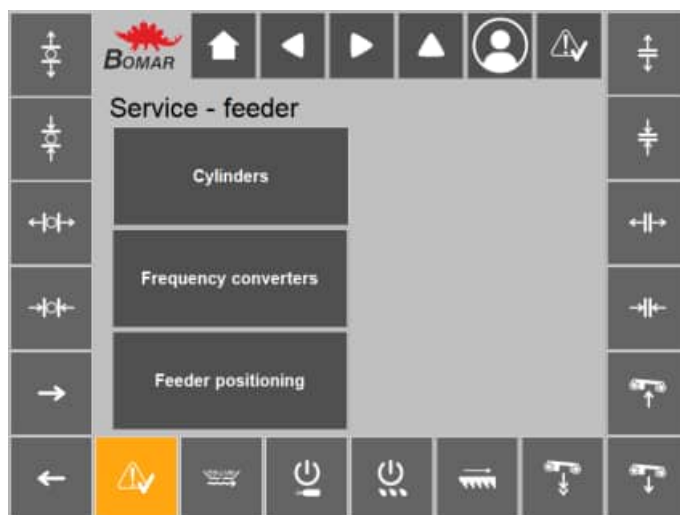 BOMAR
Service - feeder
Cylinders
Frequency converters
Feeder positioning